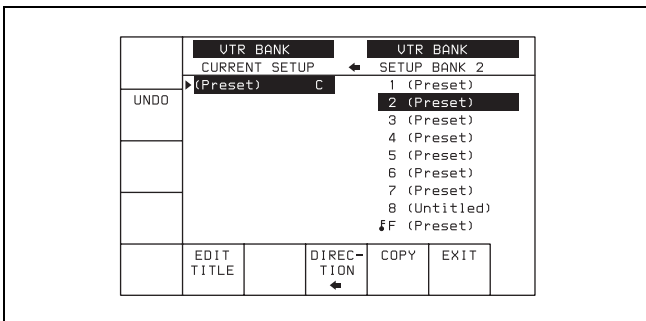 VTR BANK VTR BANK
CURRENT SETUP ← SETUP BANK 2
(Preset) C 1 (Preset)
UNDO 2 (Preset)
3 (Preset)
4 (Preset)
5 (Preset)
6 (Preset)
7 (Preset)
8 (Untitled)
F (Preset)
EDIT TITLE
DIREC-
TION
←
COPY
EXIT